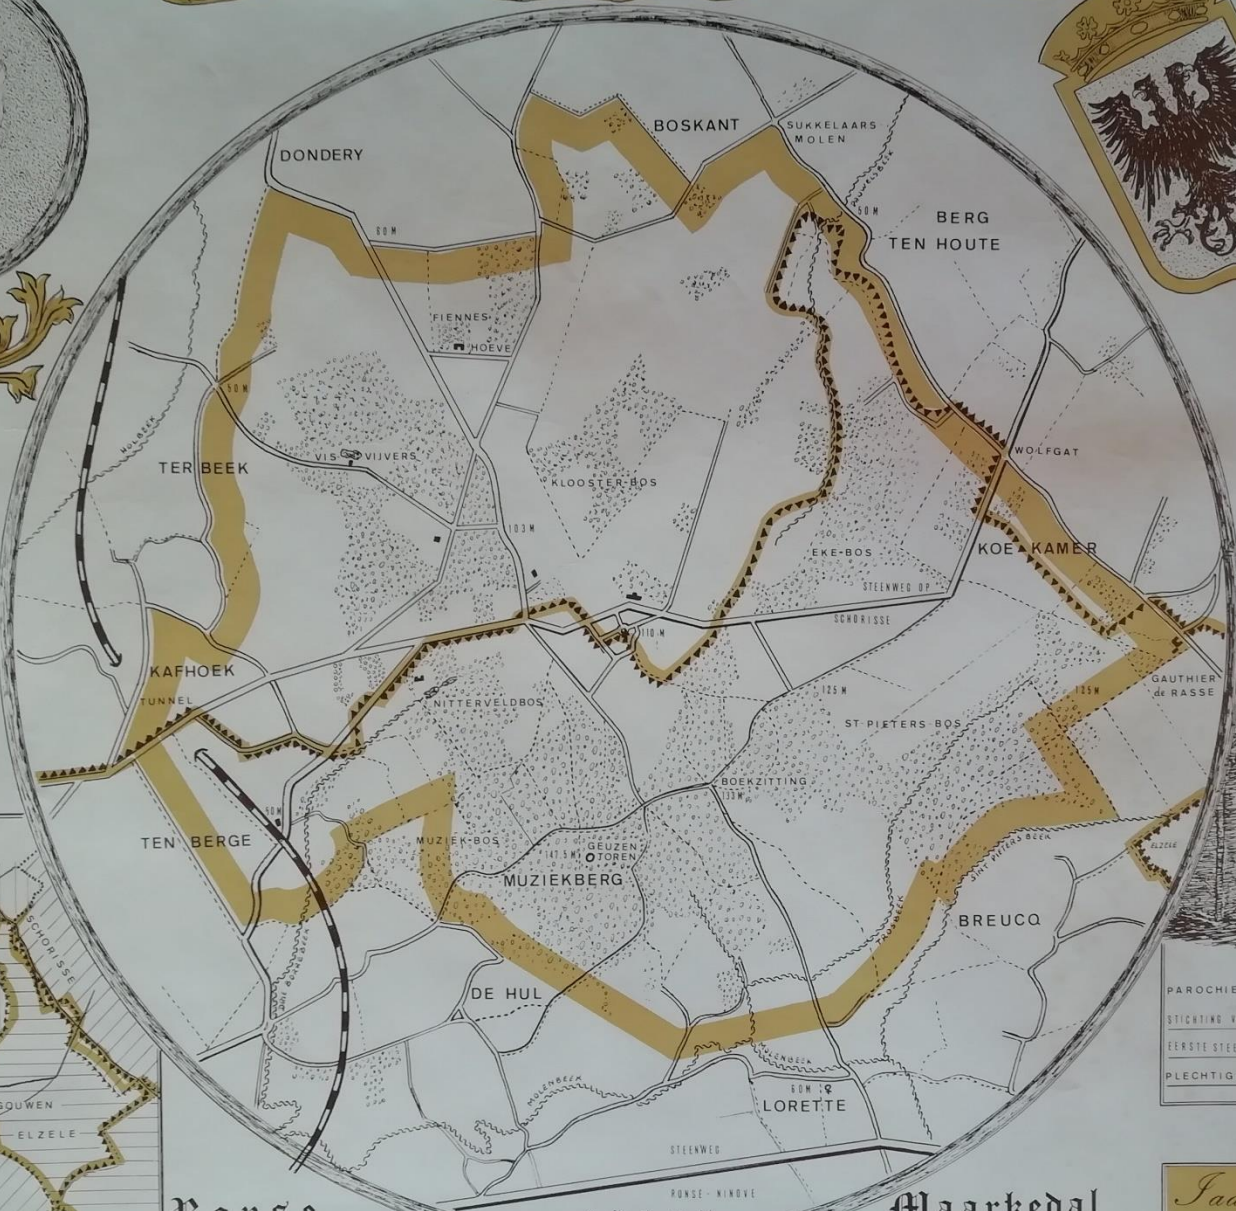 BOSKANT
SUKKELAARS
MOLEN
DONDERY
60 M
50 M
BERG
TEN HOUTE
FIENNES
HOEVE
50 M
TER BEEK
VIS VIJVERS
KLOOSTER-BOS
103 M
WOLFGAT
KOE KAMER
EKE-BOS
STEENWEG OP
SCHORISSE
110 M
KAFHOEK
TUNNEL
NITTERVELDBOS
125 M
125 M
GAUTHIER
de RASSE
ST PIETERS-BOS
BOEKZITTING
TEN BERGE
50 M
MUZIEK-BOS
GEUZEN
TOREN
147.5 M
MUZIEKBERG
ELZELE
BREUCQ
DE HUL
MOLENBEEK
60 M
LORETTE
STEENWEG
RONSE - NINOVE
SCHORISSE
GOUWEN
ELZELE
PAROCHIE
STICHTING V
EERSTE STEE
PLECHTIG
Ronse
Maarkedal